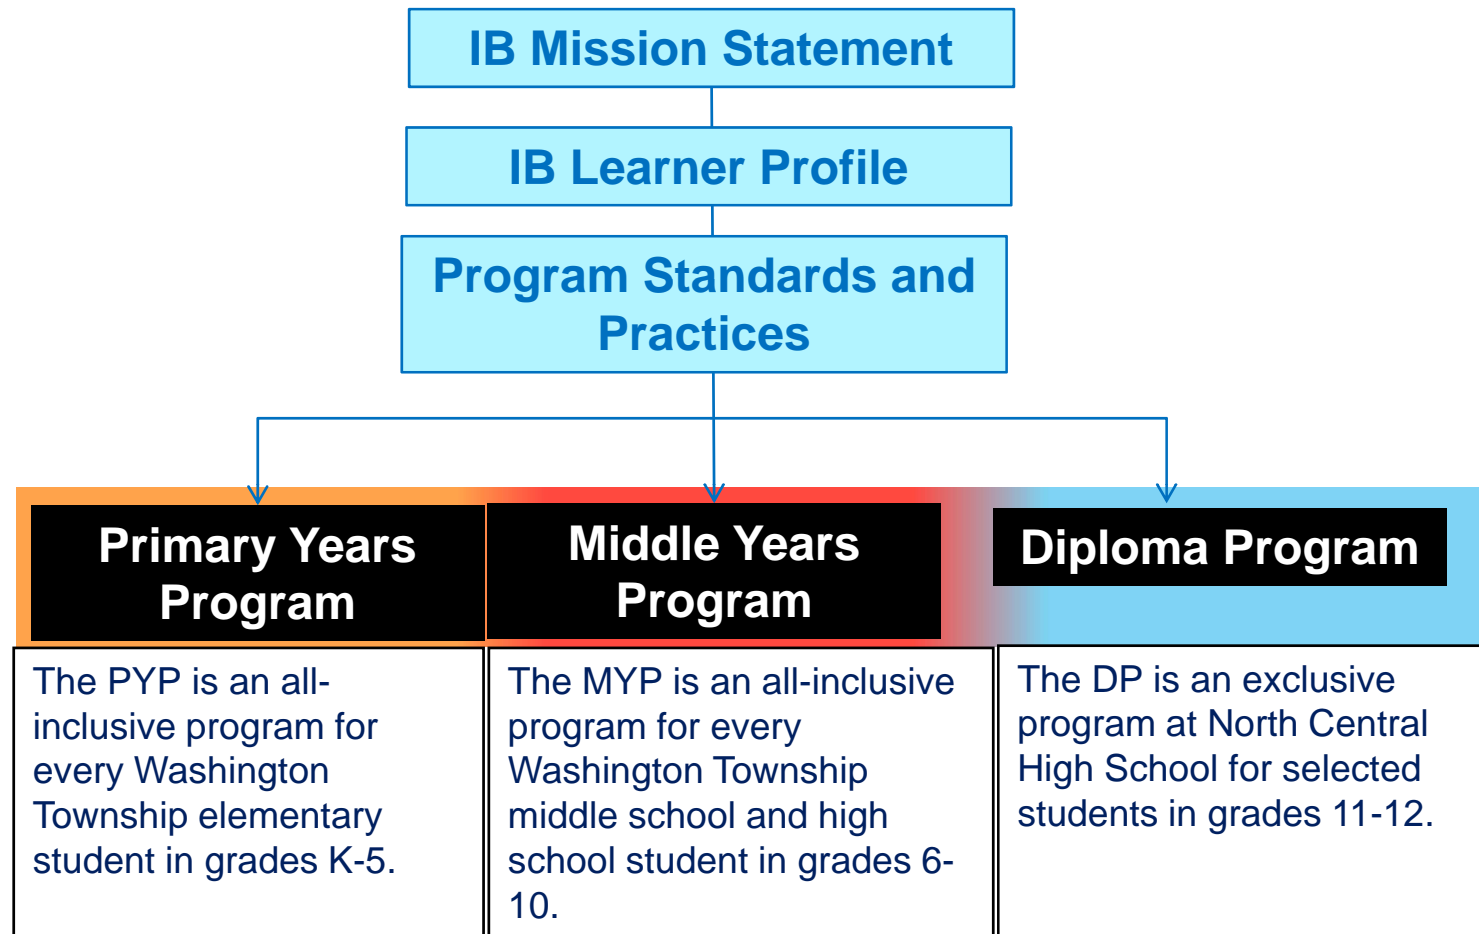 IB Mission Statement
IB Learner Profile
Program Standards and
Practices
Primary Years
Program
Middle Years
Program
Diploma Program
The PYP is an all-
inclusive program for
every Washington
Township elementary
student in grades K-5.
The MYP is an all-inclusive
program for every
Washington Township
middle school and high
school student in grades 6-
10.
The DP is an exclusive
program at North Central
High School for selected
students in grades 11-12.